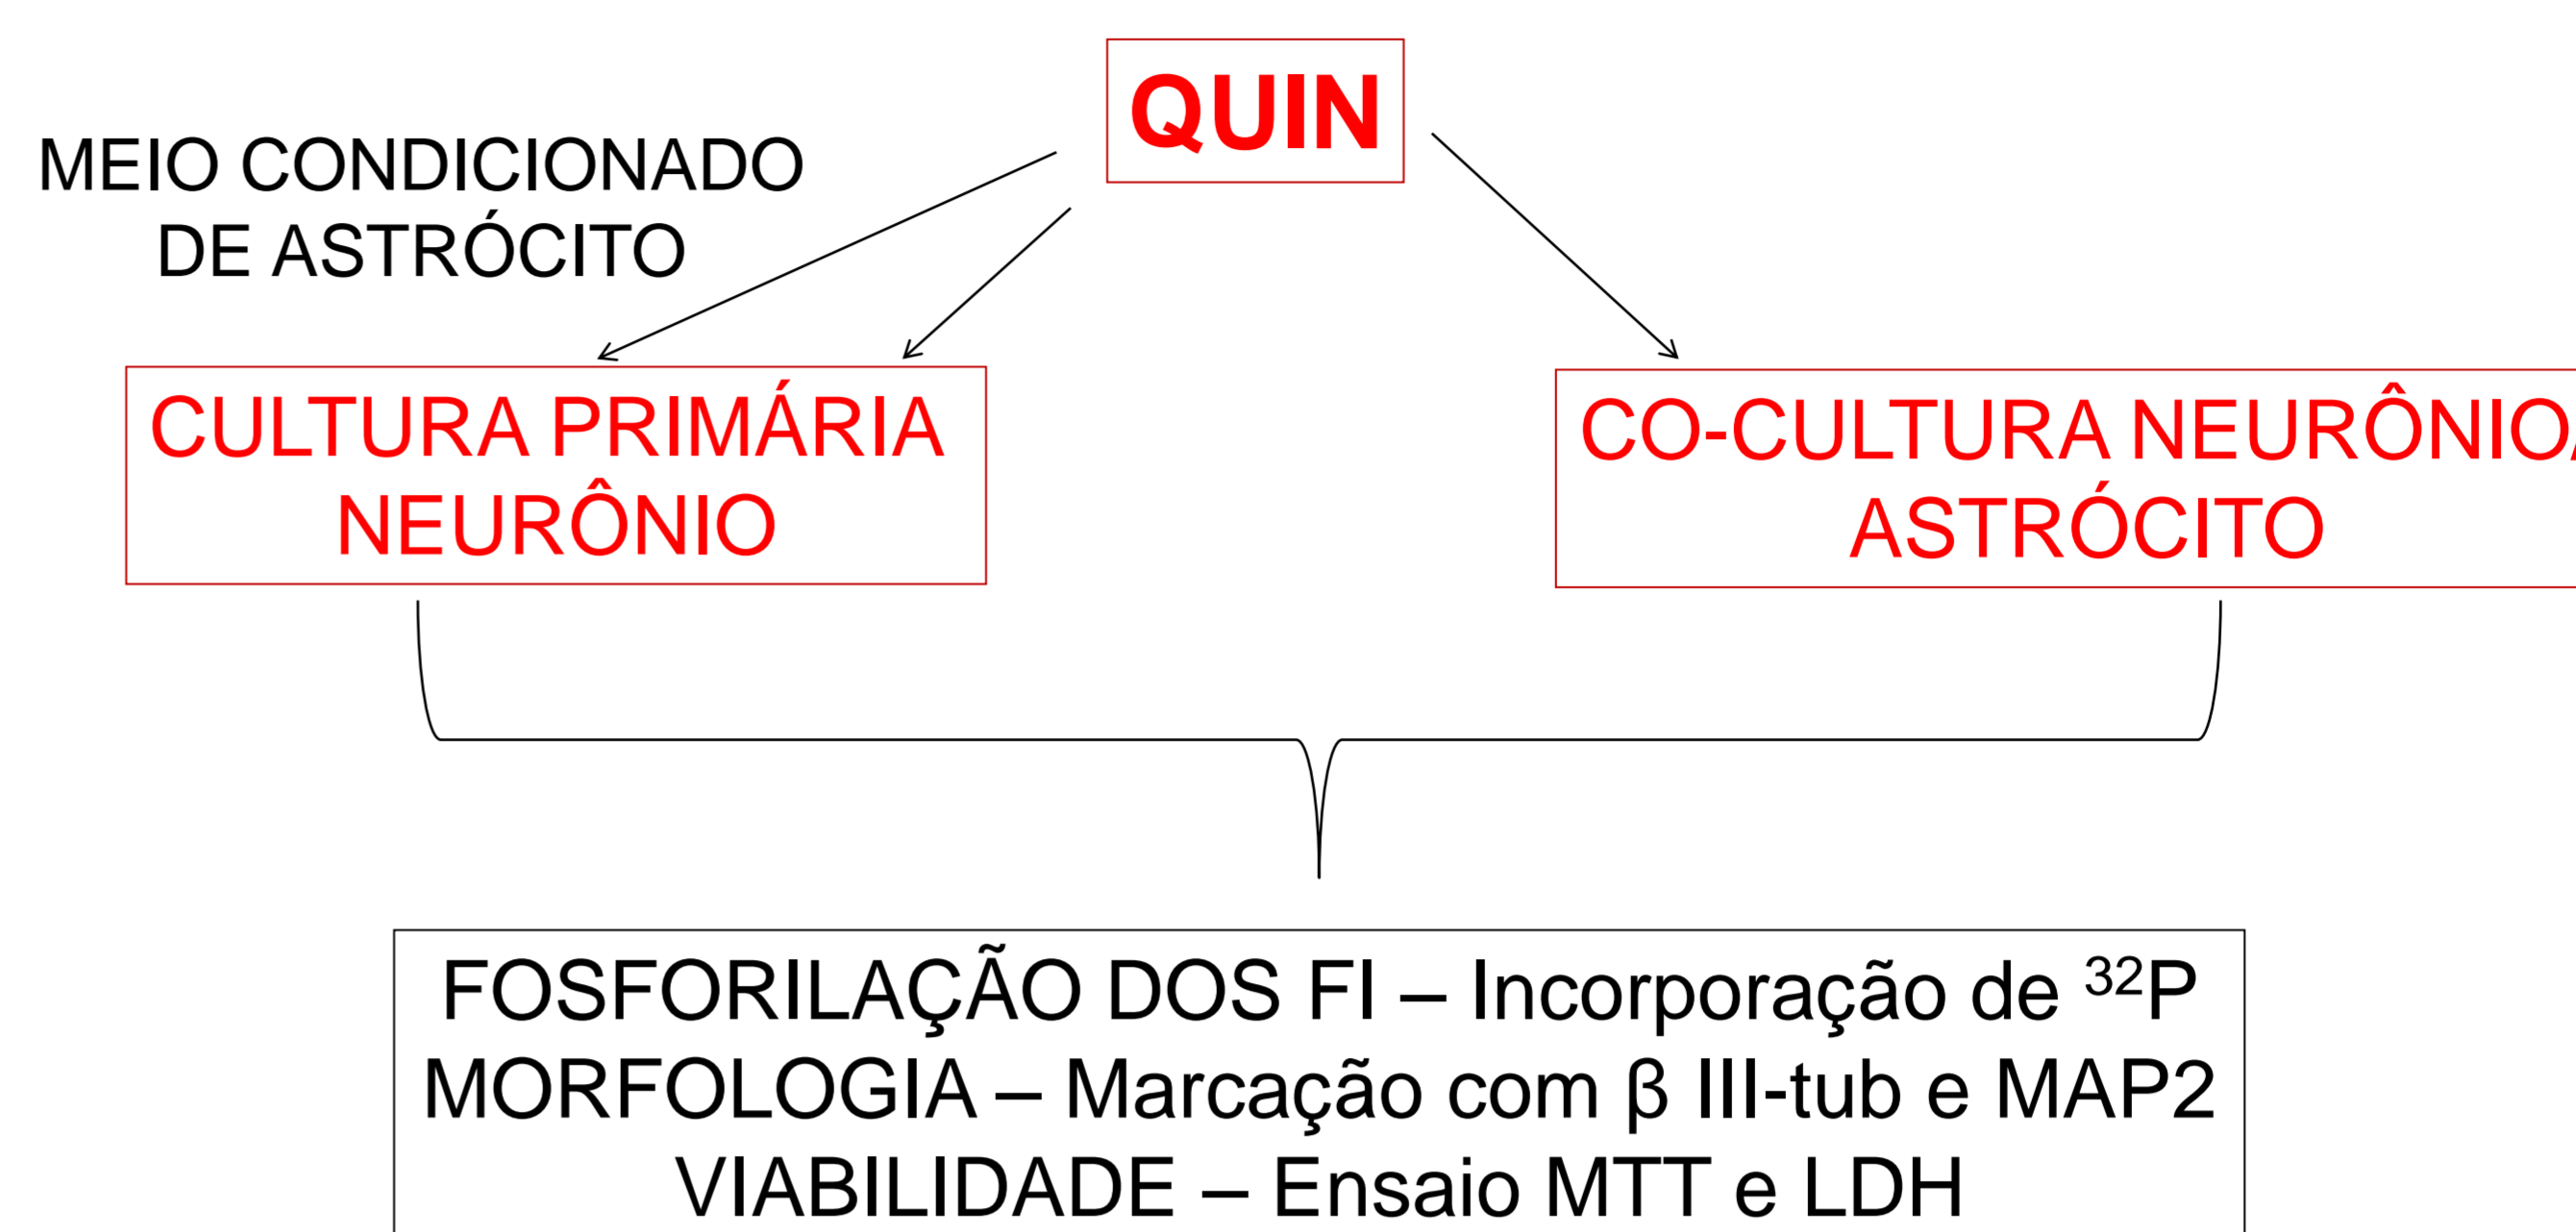 QUIN
MEIO CONDICIONADO
DE ASTRÓCITO
CULTURA PRIMÁRIA
NEURÔNIO
CO-CULTURA NEURÔNIO/
ASTRÓCITO
FOSFORILAÇÃO DOS FI – Incorporação de ³²P
MORFOLOGIA – Marcação com β III-tub e MAP2
VIABILIDADE – Ensaio MTT e LDH